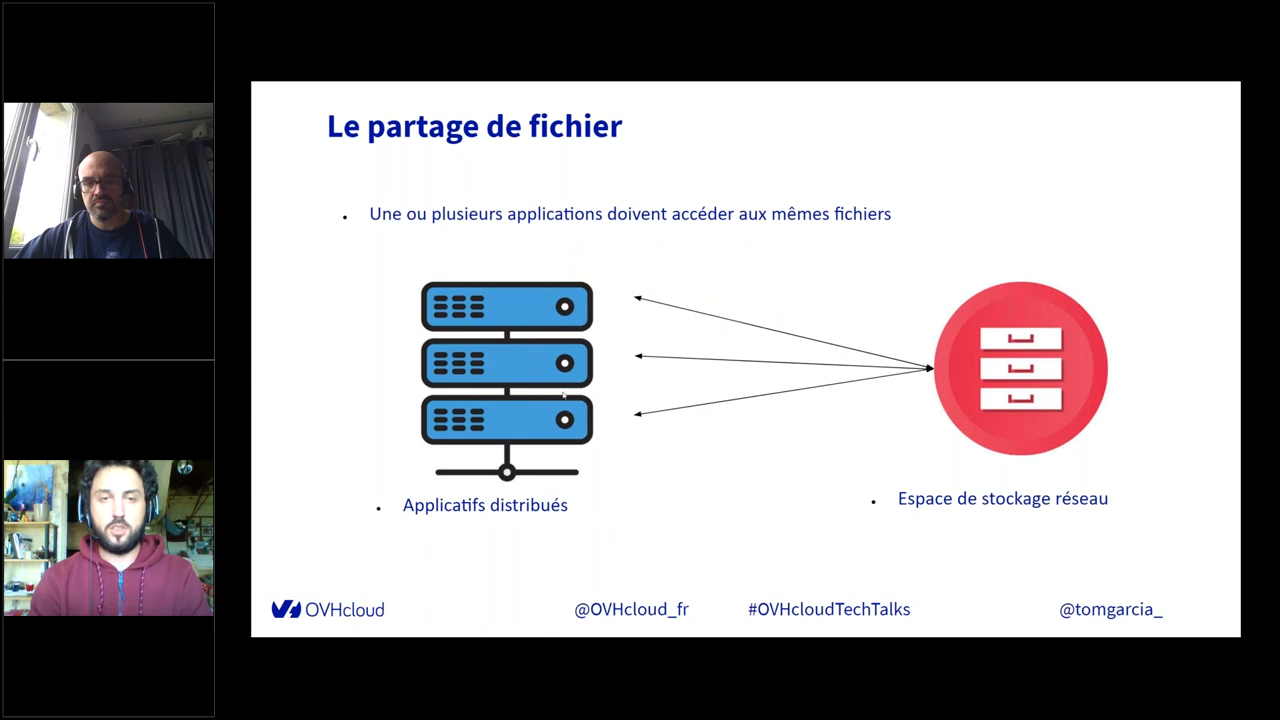 Le partage de fichier
Une ou plusieurs applications doivent accéder aux mêmes fichiers
Applicatifs distribués
Espace de stockage réseau
OVHcloud
@OVHcloud_fr
#OVHcloudTechTalks
@tomgarcia_